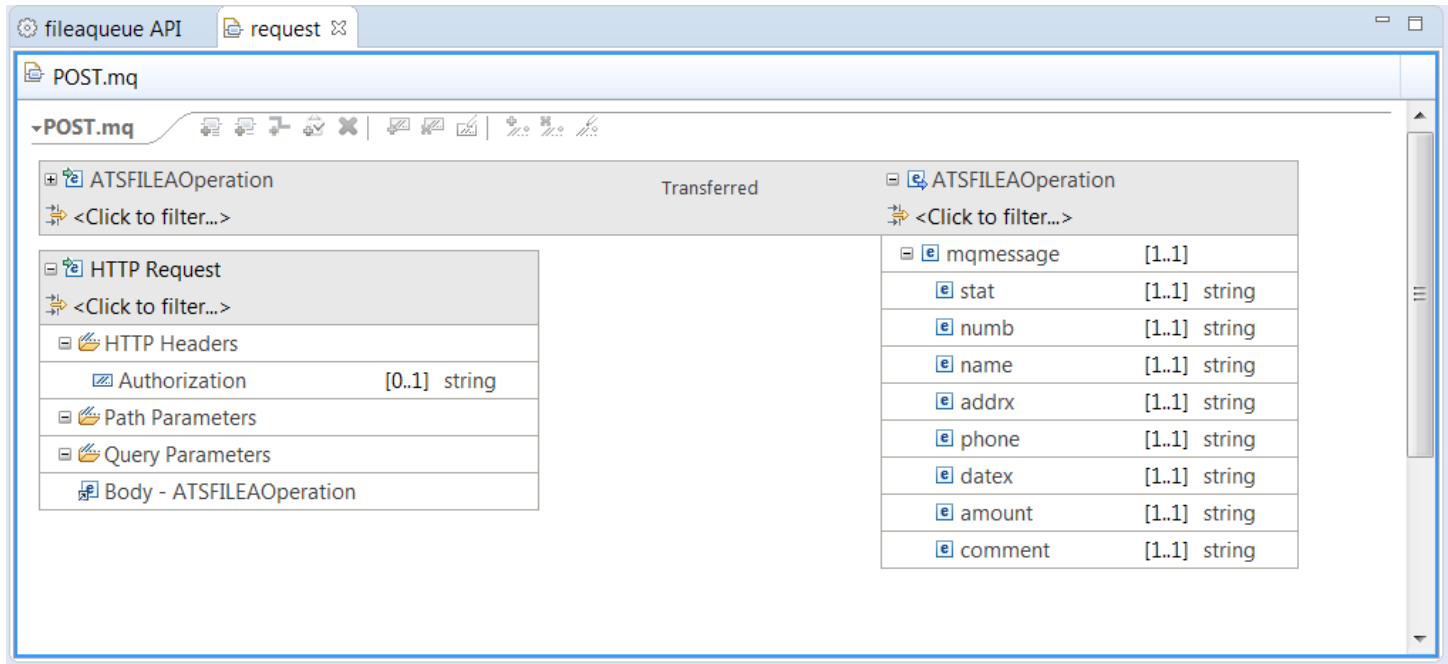 fileaqueue API request
POST.mq
POST.mq
ATSFILEAOperation Transferred ATSFILEAOperation
<Click to filter...> <Click to filter...>
HTTP Request
<Click to filter...>
HTTP Headers
Authorization [0..1] string
Path Parameters
Query Parameters
Body - ATSFILEAOperation
mqmessage [1..1]
stat [1..1] string
numb [1..1] string
name [1..1] string
addrx [1..1] string
phone [1..1] string
datex [1..1] string
amount [1..1] string
comment [1..1] string